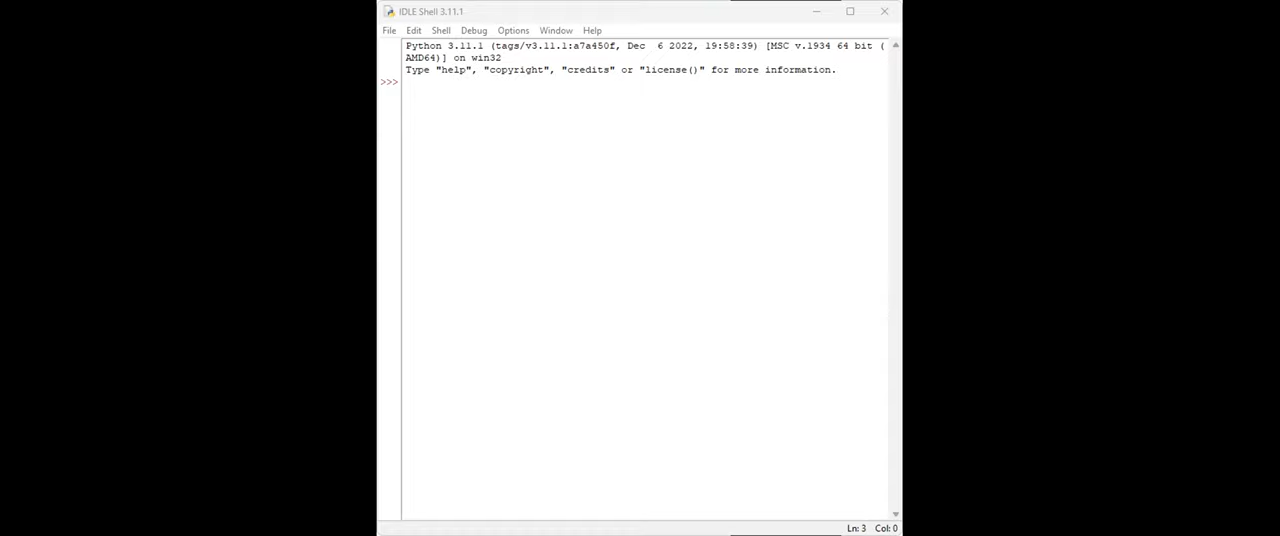 IDLE Shell 3.11.1
File Edit Shell Debug Options Window Help
Python 3.11.1 (tags/v3.11.1:a7a450f, Dec  6 2022, 19:58:39) [MSC v.1934 64 bit (
AMD64)] on win32
Type "help", "copyright", "credits" or "license()" for more information.
>>>
Ln: 3 Col: 0